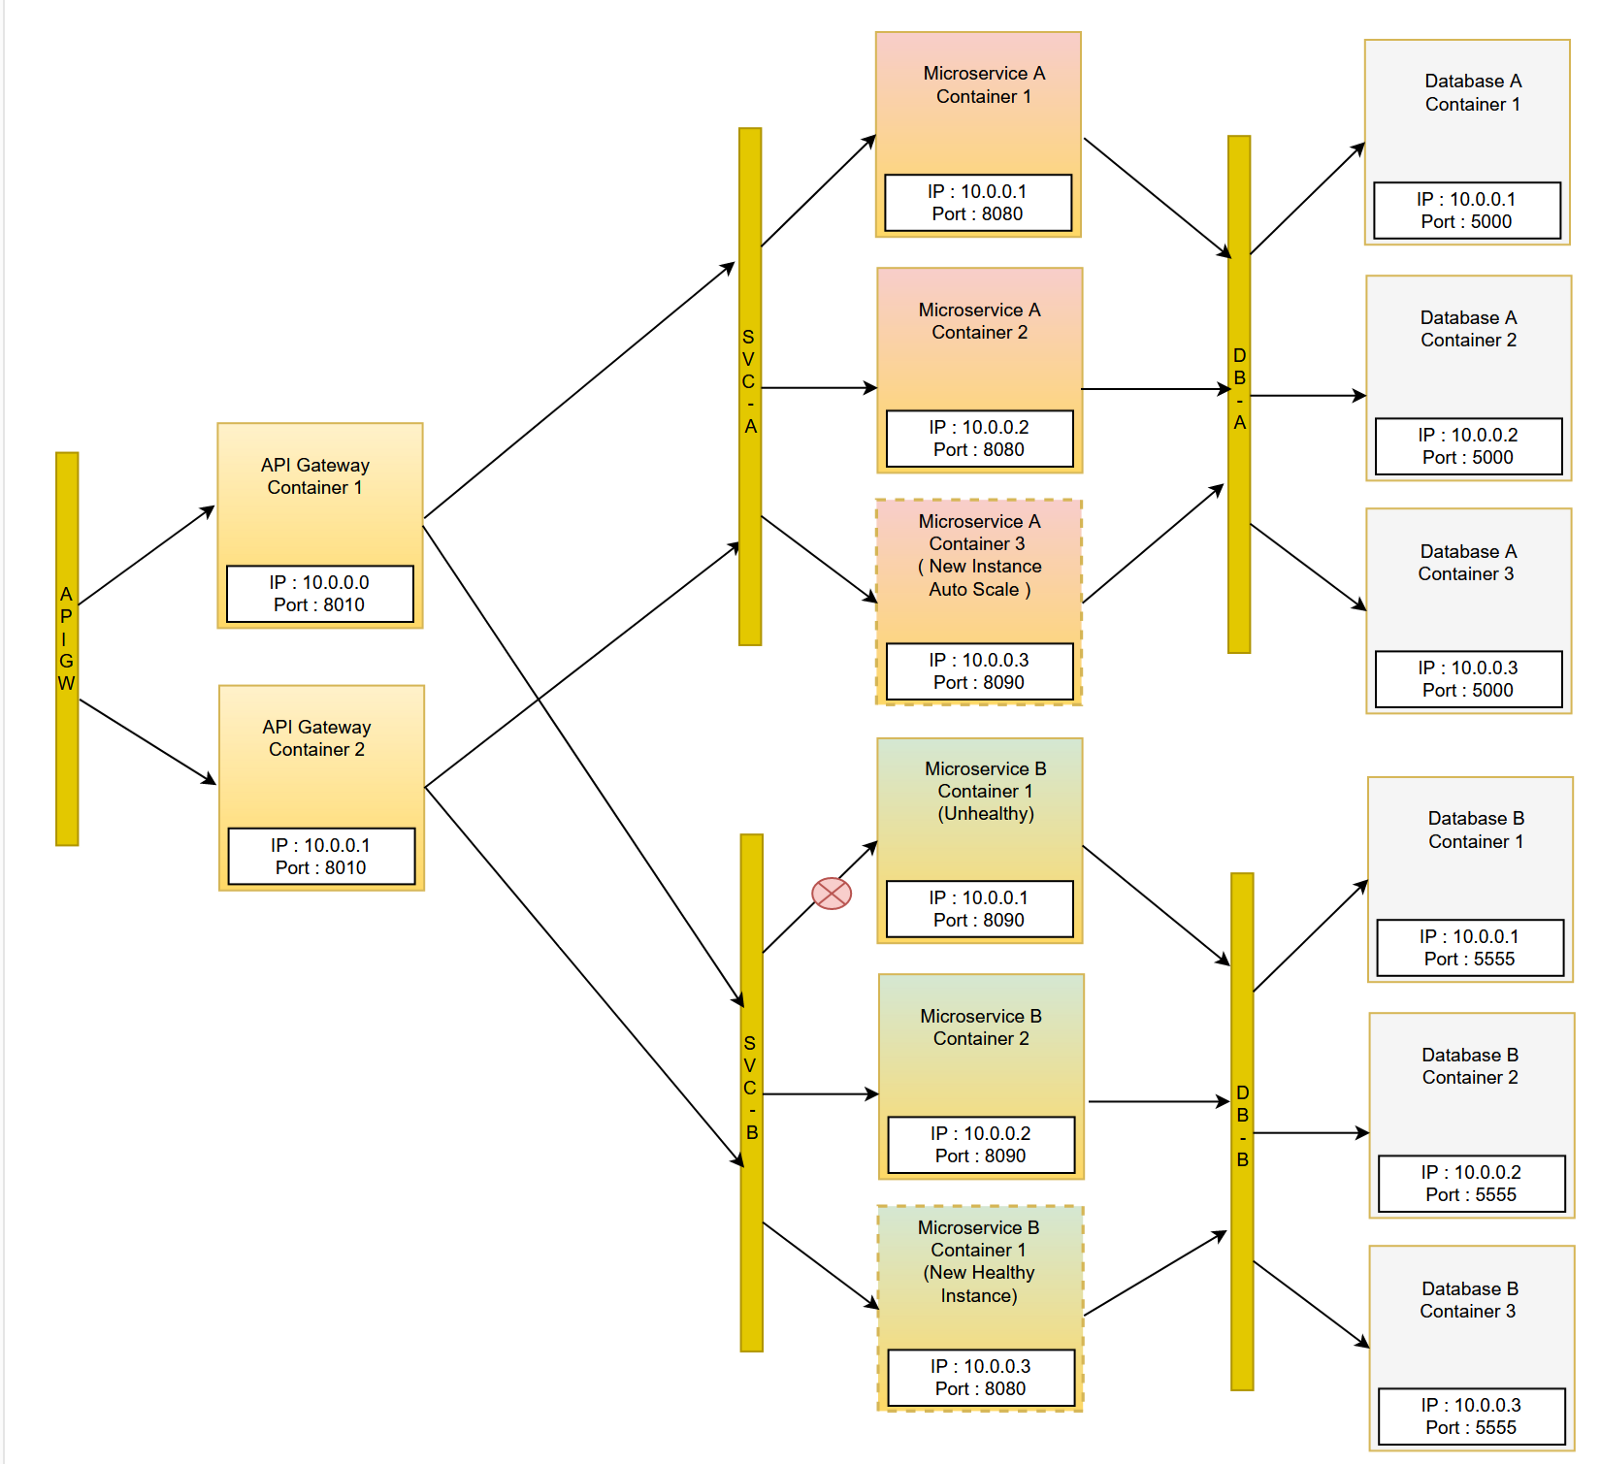 A
P
I
G
W
API Gateway
Container 1
IP : 10.0.0.0
Port : 8010
API Gateway
Container 2
IP : 10.0.0.1
Port : 8010
S
V
C
-
A
Microservice A
Container 1
IP : 10.0.0.1
Port : 8080
Microservice A
Container 2
IP : 10.0.0.2
Port : 8080
Microservice A
Container 3
( New Instance
Auto Scale )
IP : 10.0.0.3
Port : 8090
D
B
-
A
Database A
Container 1
IP : 10.0.0.1
Port : 5000
Database A
Container 2
IP : 10.0.0.2
Port : 5000
Database A
Container 3
IP : 10.0.0.3
Port : 5000
S
V
C
-
B
Microservice B
Container 1
(Unhealthy)
IP : 10.0.0.1
Port : 8090
Microservice B
Container 2
IP : 10.0.0.2
Port : 8090
Microservice B
Container 1
(New Healthy
Instance)
IP : 10.0.0.3
Port : 8080
D
B
-
B
Database B
Container 1
IP : 10.0.0.1
Port : 5555
Database B
Container 2
IP : 10.0.0.2
Port : 5555
Database B
Container 3
IP : 10.0.0.3
Port : 5555